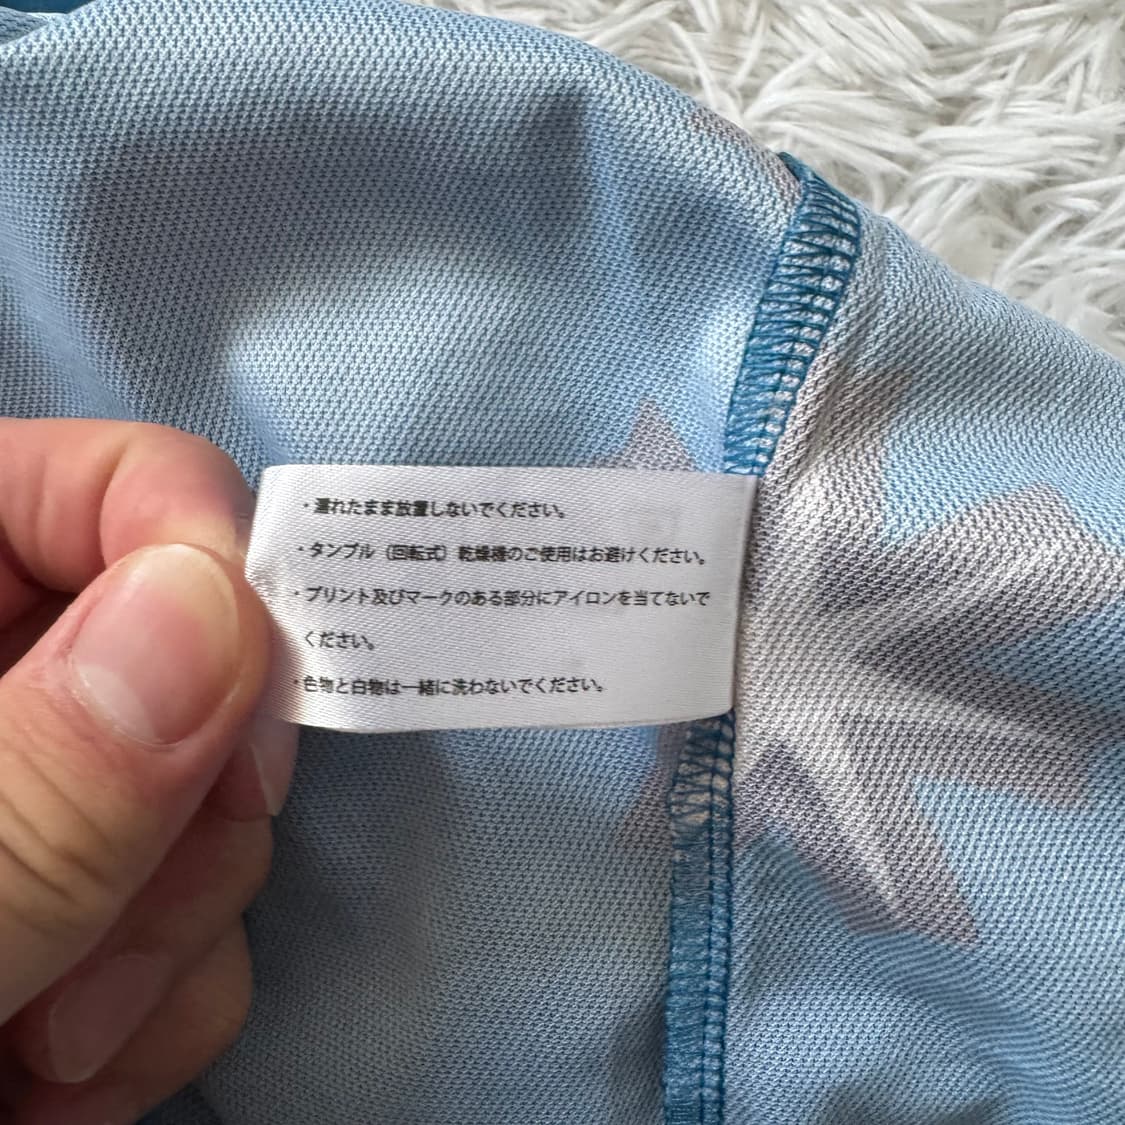 ・濡れたまま放置しないでください。
・タンブル（回転式）乾燥機のご使用はお避けください。
・プリント及びマークのある部分にアイロンを当てないで
ください。
・色物と白物は一緒に洗わないでください。